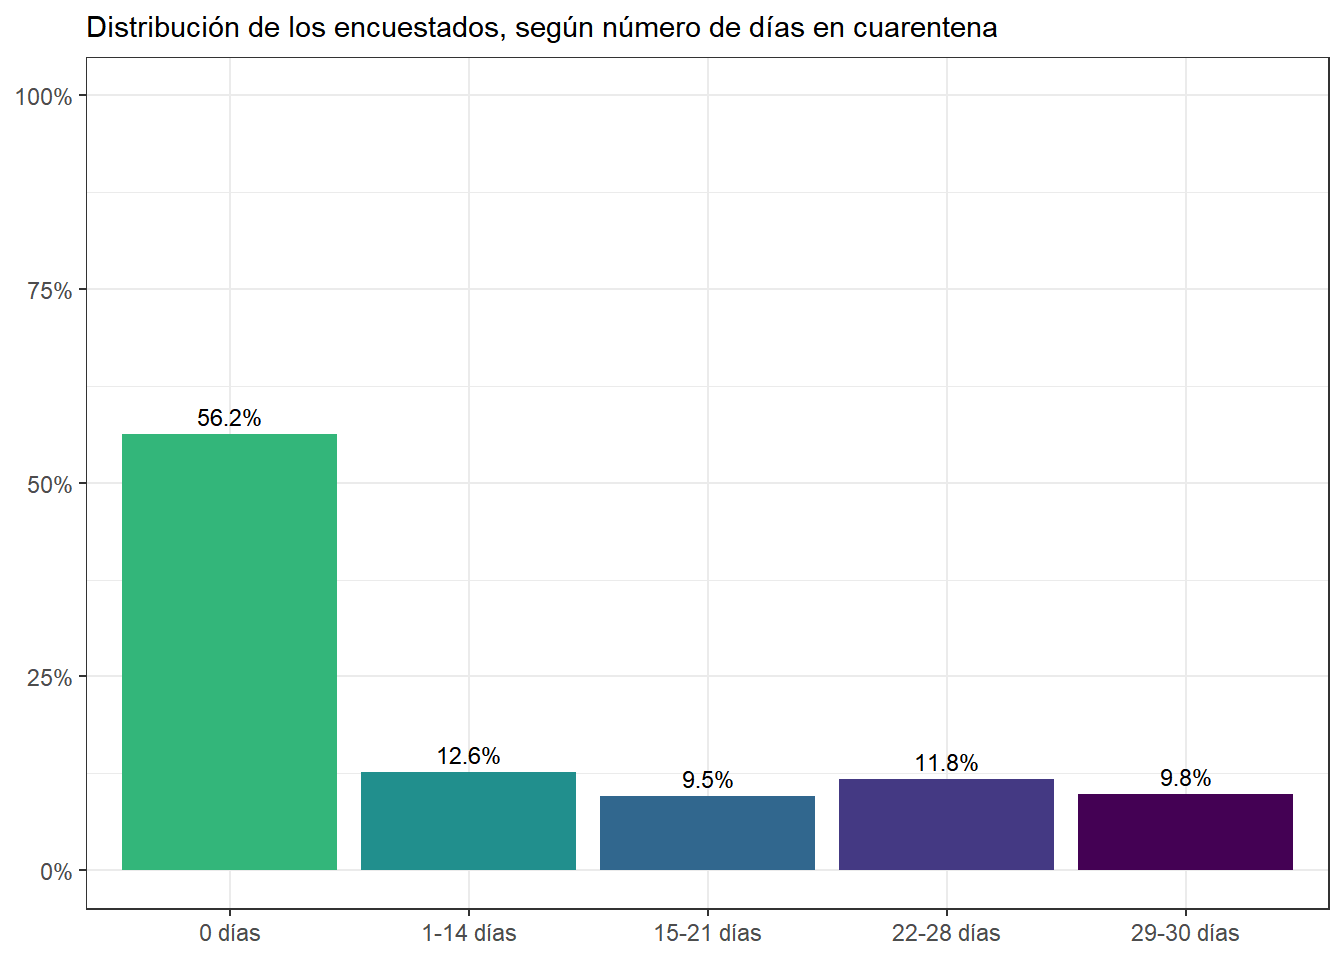 Distribución de los encuestados, según número de días en cuarentena
100%
75%
50%
25%
0%
56.2%
12.6%
9.5%
11.8%
9.8%
0 días
1-14 días
15-21 días
22-28 días
29-30 días